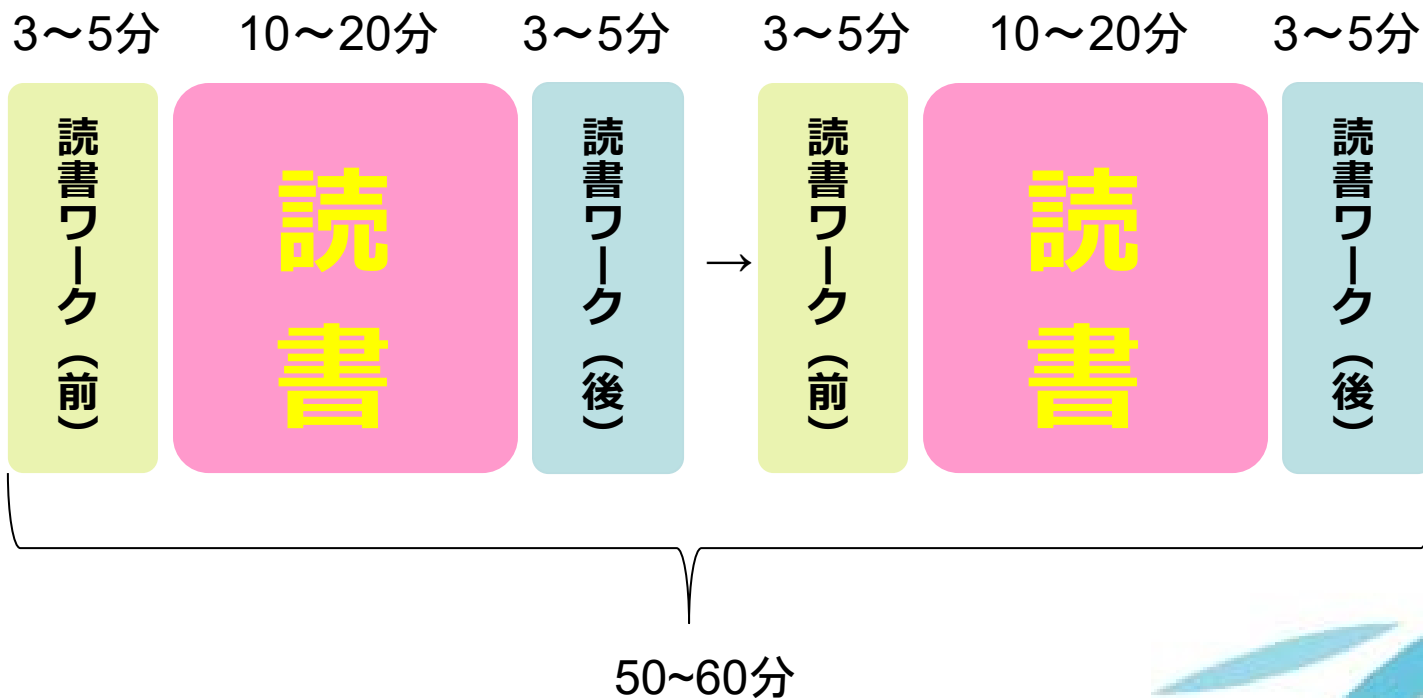 3～5分
10～20分
3～5分
3～5分
10～20分
3～5分
読書ワーク（前）
読書
読書ワーク（後）
→
読書ワーク（前）
読書
読書ワーク（後）
50~60分